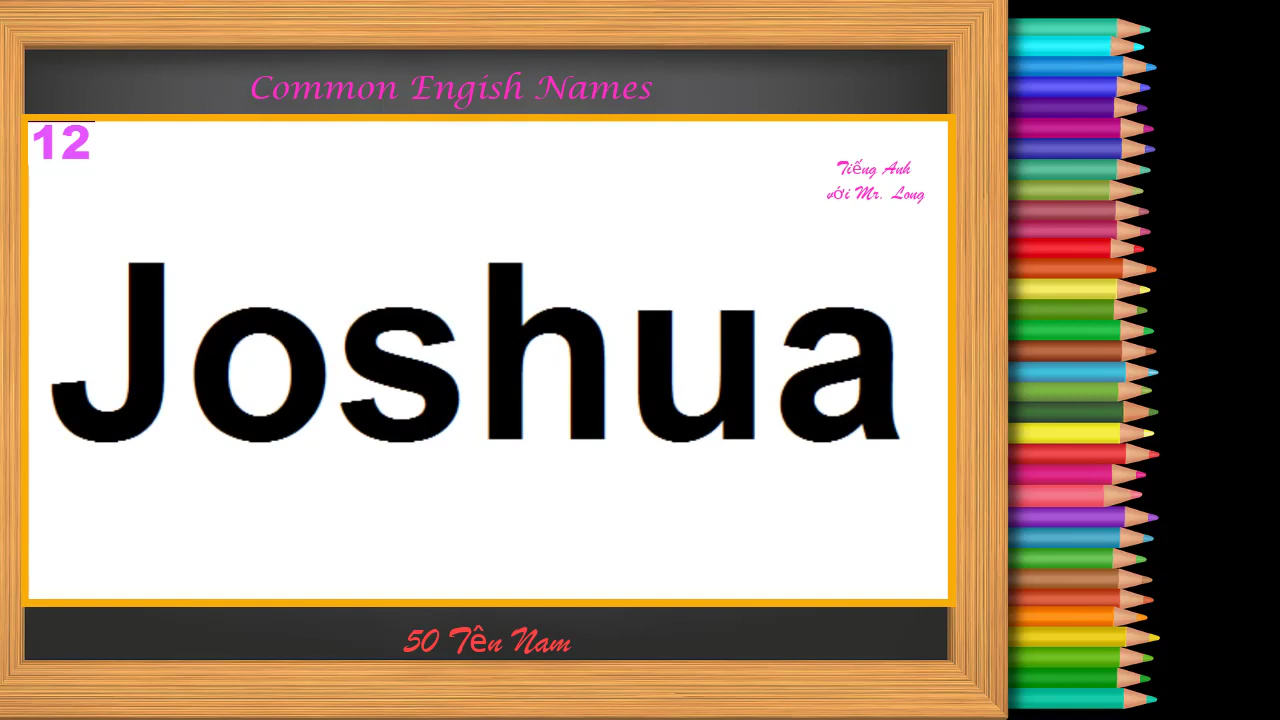 Common Engish Names
12
Tiếng Anh
với Mr. Long
Joshua
50 Tên Nam